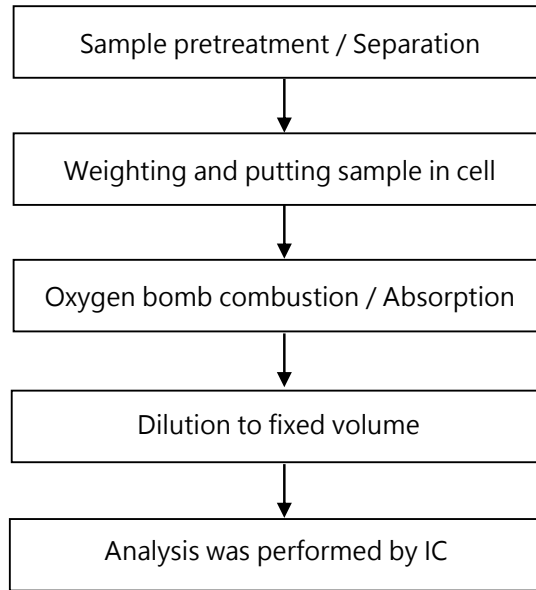 Sample pretreatment / Separation
Weighting and putting sample in cell
Oxygen bomb combustion / Absorption
Dilution to fixed volume
Analysis was performed by IC